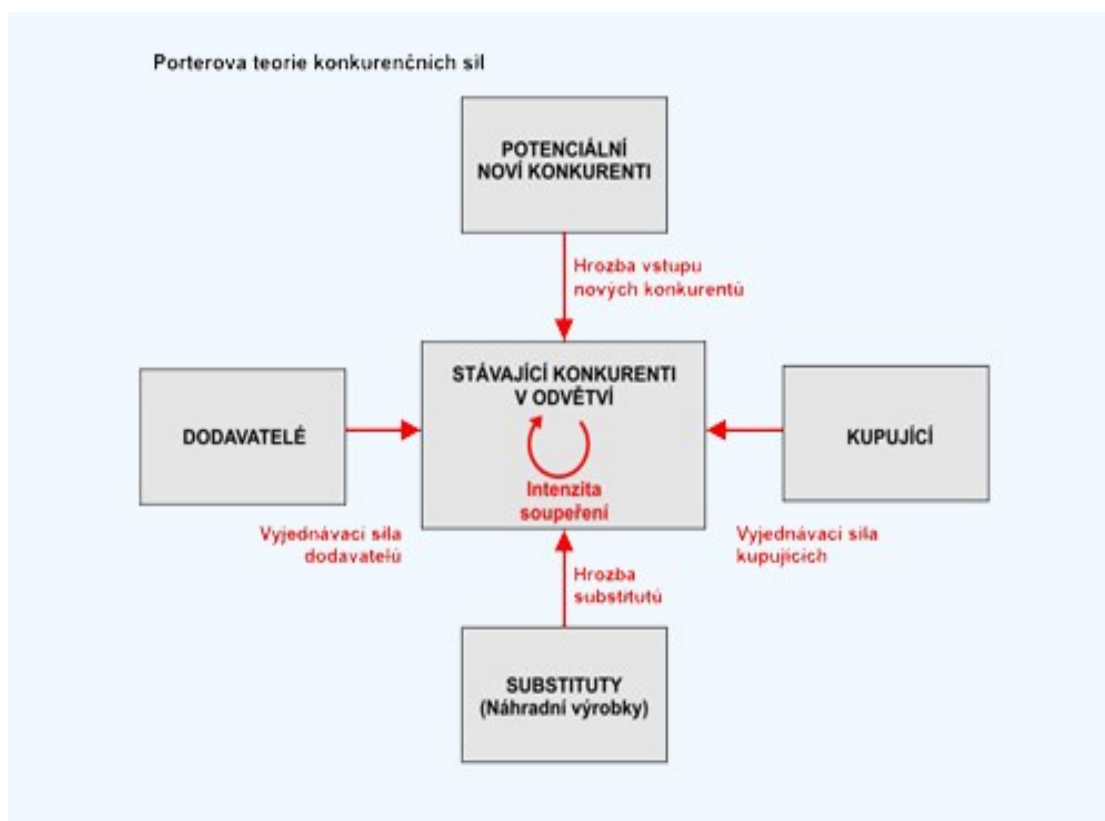 Porterova teorie konkurenčních sil
POTENCIÁLNÍ
NOVÍ KONKURENTI
Hrozba vstupu
nových konkurentů
STÁVAJÍCÍ KONKURENTI
V ODVĚTVÍ
Intenzita
soupeření
DODAVATELÉ
KUPUJÍCÍ
Vyjednávací síla
dodavatelů
Vyjednávací síla
kupujících
Hrozba
substitutů
SUBSTITUTY
(Náhradní výrobky)